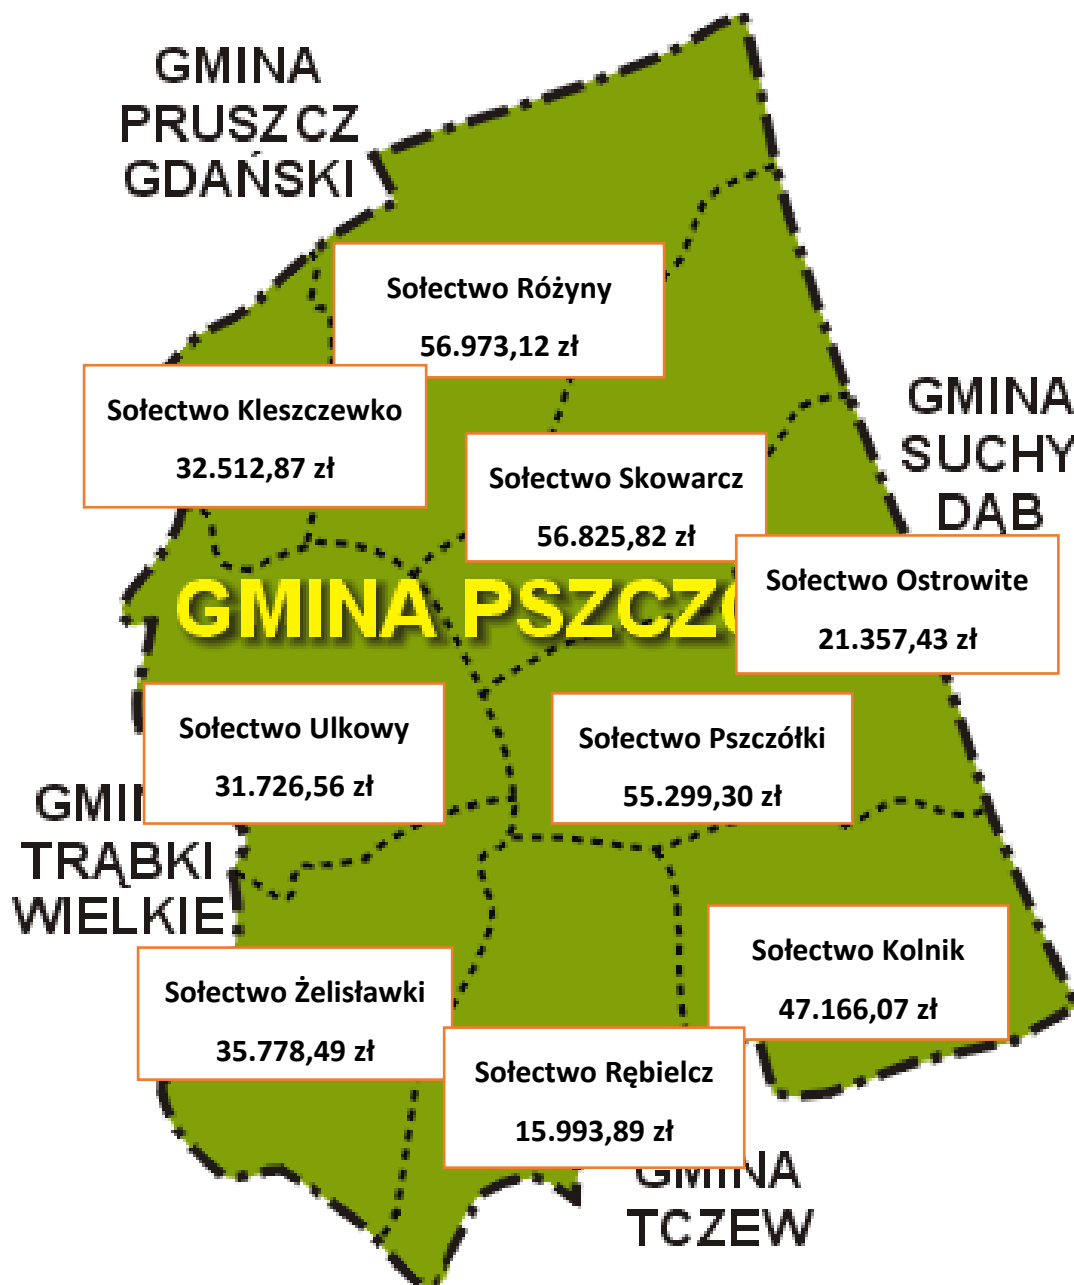 GMINA
PRUSZCZ
GDAŃSKI
Sołectwo Różyny
56.973,12 zł
Sołectwo Kleszczewko
32.512,87 zł
GMINA
SUCHY
DĄB
Sołectwo Skowarcz
56.825,82 zł
Sołectwo Ostrowite
21.357,43 zł
GMINA
Sołectwo Ulkowy
31.726,56 zł
Sołectwo Pszczółki
55.299,30 zł
TRĄBKI
WIELKIE
Sołectwo Kolnik
47.166,07 zł
Sołectwo Żelisławki
35.778,49 zł
Sołectwo Rębielcz
15.993,89 zł
GMINA
TCZEW